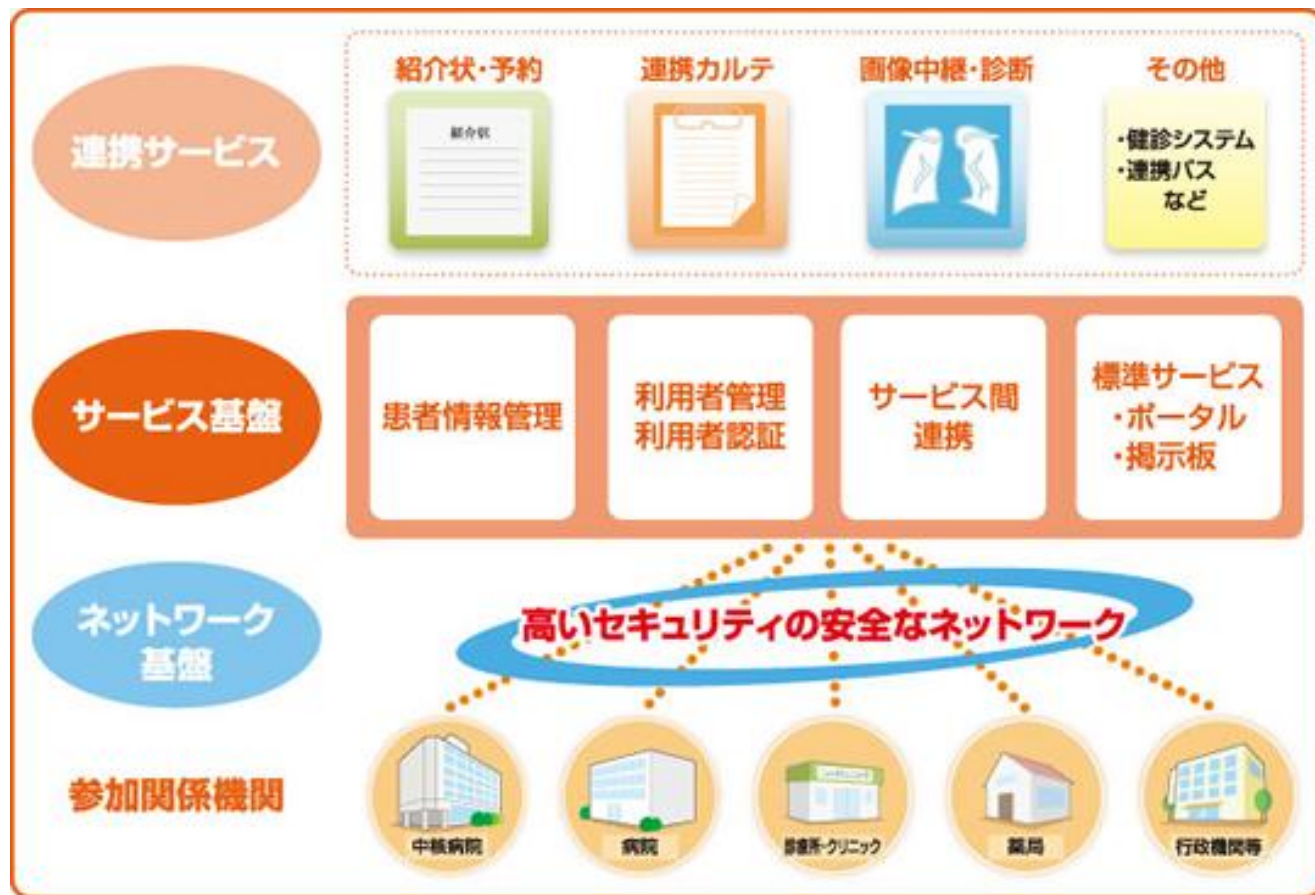 紹介状・予約
連携カルテ
画像中継・診断
その他
連携サービス
紹介状
・健診システム
・連携パス
など
サービス基盤
患者情報管理
利用者管理
利用者認証
サービス間
連携
標準サービス
・ポータル
・掲示板
ネットワーク
基盤
高いセキュリティの安全なネットワーク
参加関係機関
中核病院
病院
診療所・クリニック
薬局
行政機関等